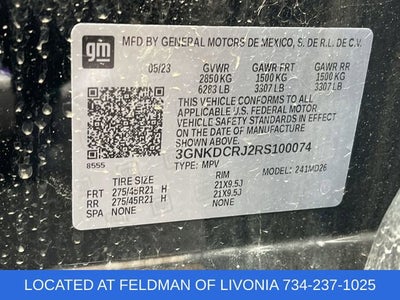 gm
MFD BY GENERAL MOTORS DE MEXICO, S. DE R.L. DE C.V.
05/23 GVWR GAWR FRT GAWR RR
2850 KG 1500 KG 1500 KG
6283 LB 3307 LB 3307 LB
THIS VEHICLE CONFORMS TO ALL
APPLICABLE U.S. FEDERAL MOTOR
VEHICLE SAFETY STANDARDS IN EFFECT
ON THE DATE OF MANUFACTURE
SHOWN ABOVE.
3GNKDCRJ2RS100074
8555 TYPE: MPV MODEL: 241MD26
TIRE SIZE RIM
FRT 275/45R21 H 21X9.5J
RR 275/45R21 H 21X9.5J
SPA NONE NONE
LOCATED AT FELDMAN OF LIVONIA 734-237-1025